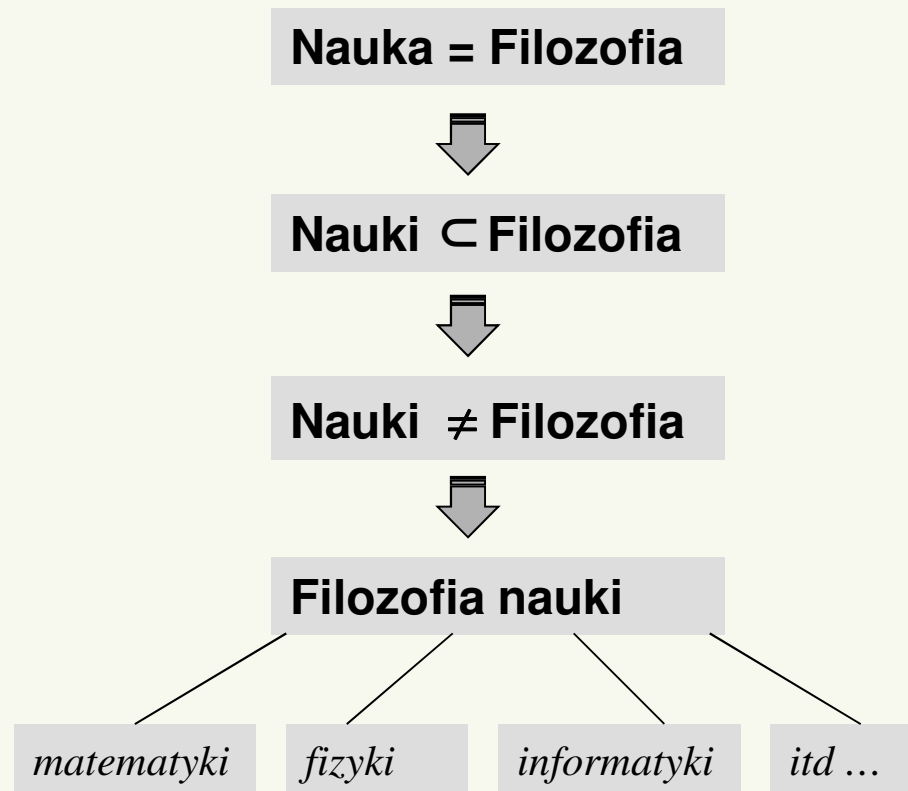 Nauka = Filozofia
Nauki ⊂ Filozofia
Nauki ≠ Filozofia
Filozofia nauki
matematyki fizyki informatyki itd …